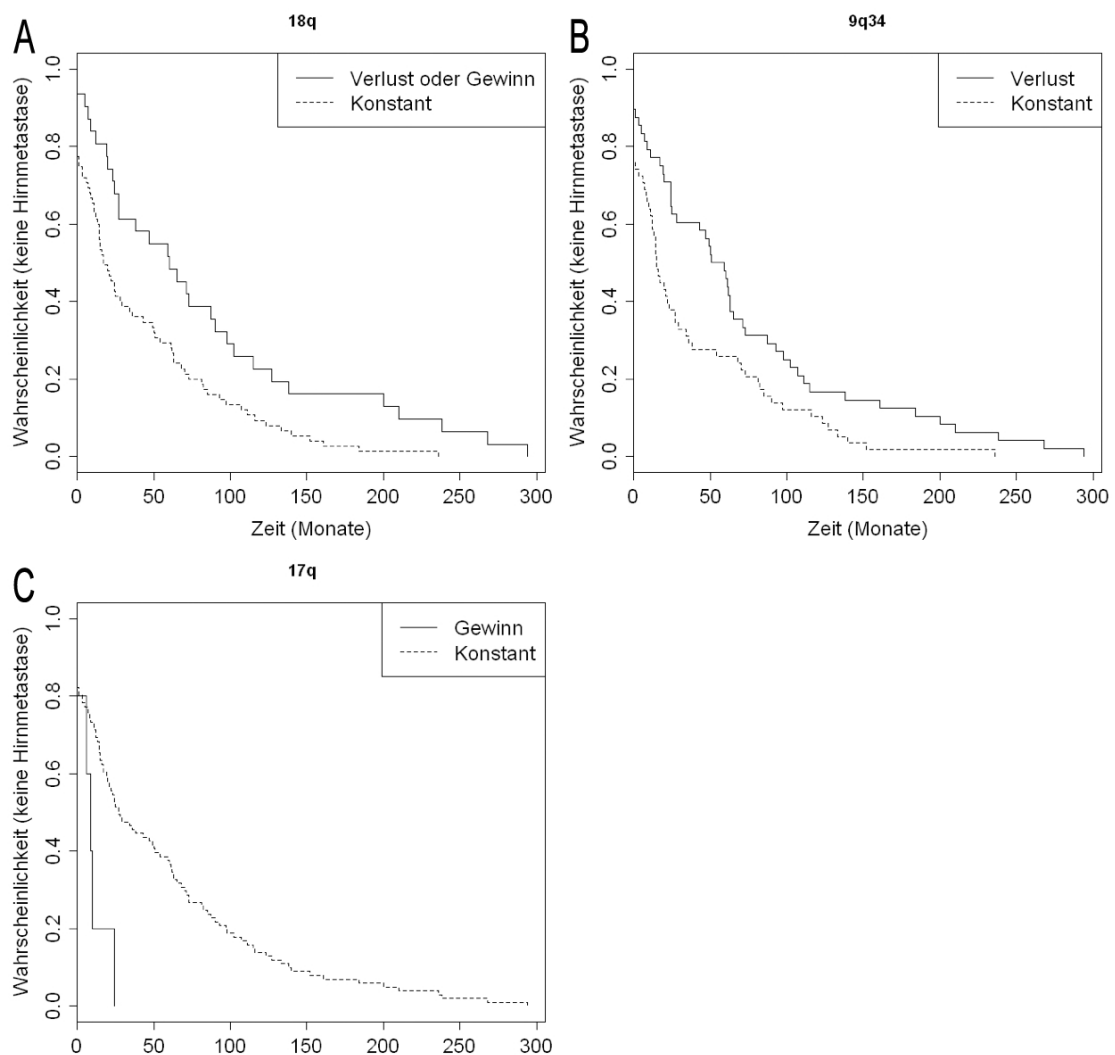 A
18q
Wahrscheinlichkeit (keine Hirnmetastase)
1.0
0.8
0.6
0.4
0.2
0.0
Verlust oder Gewinn
Konstant
0 50 100 150 200 250 300
Zeit (Monate)
B
9q34
Wahrscheinlichkeit (keine Hirnmetastase)
1.0
0.8
0.6
0.4
0.2
0.0
Verlust
Konstant
0 50 100 150 200 250 300
Zeit (Monate)
C
17q
Wahrscheinlichkeit (keine Hirnmetastase)
1.0
0.8
0.6
0.4
0.2
0.0
Gewinn
Konstant
0 50 100 150 200 250 300